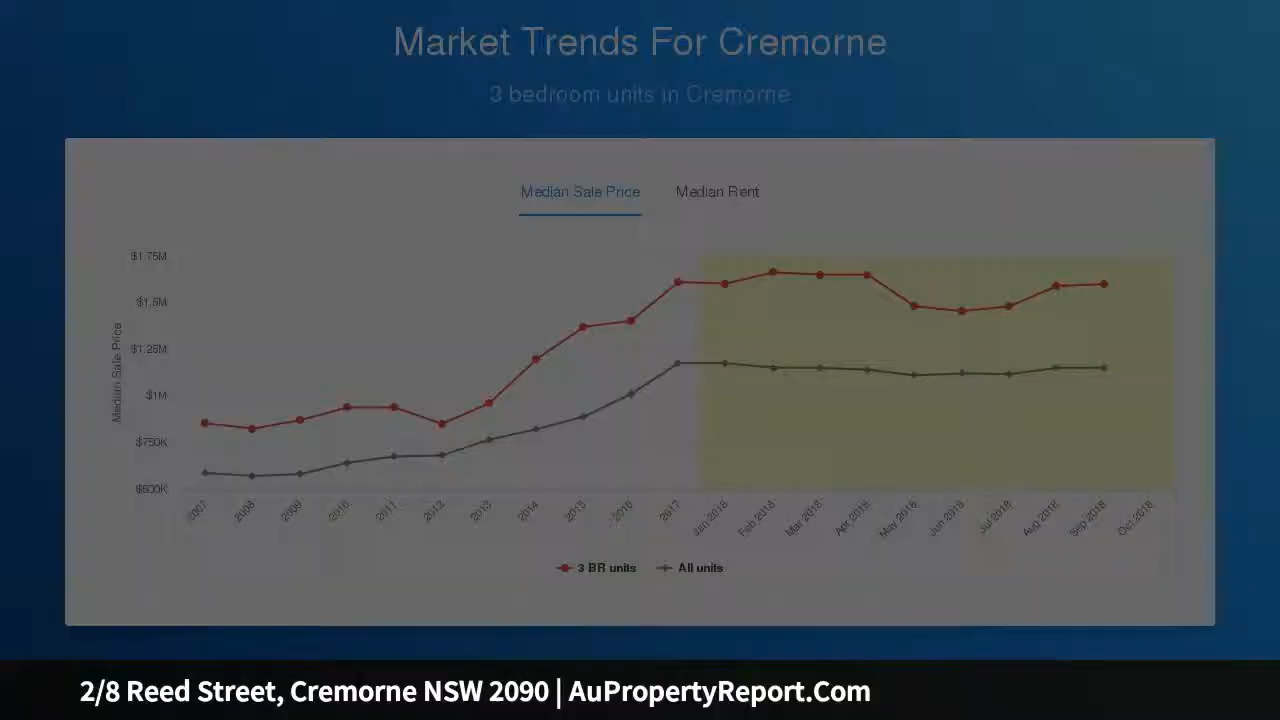 Market Trends For Cremorne
3 bedroom units in Cremorne
Median Sale Price Median Rent
$1.75M
$1.5M
$1.25M
$1M
$750K
$500K
Median Sale Price
2007 2008 2009 2010 2011 2012 2013 2014 2015 2016 2017 Jan 2018 Feb 2018 Mar 2018 Apr 2018 May 2018 Jun 2018 Jul 2018 Aug 2018 Sep 2018 Oct 2018
3 BR units All units
2/8 Reed Street, Cremorne NSW 2090 | AuPropertyReport.Com